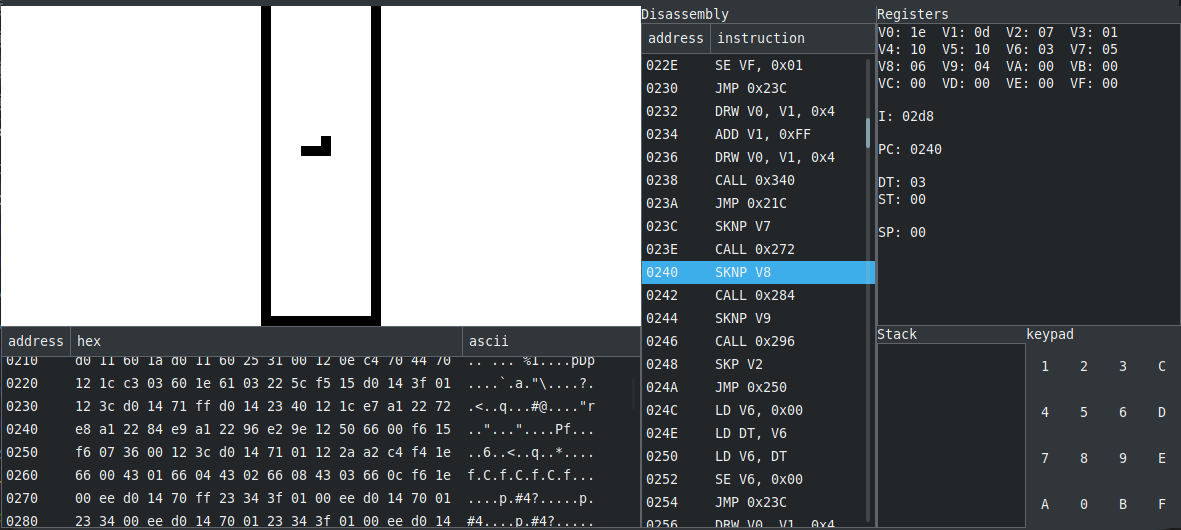 Disassembly
address instruction
022E SE VF, 0x01
0230 JMP 0x23C
0232 DRW V0, V1, 0x4
0234 ADD V1, 0xFF
0236 DRW V0, V1, 0x4
0238 CALL 0x340
023A JMP 0x21C
023C SKNP V7
023E CALL 0x272
0240 SKNP V8
0242 CALL 0x284
0244 SKNP V9
0246 CALL 0x296
0248 SKP V2
024A JMP 0x250
024C LD V6, 0x00
024E LD DT, V6
0250 LD V6, DT
0252 SE V6, 0x00
0254 JMP 0x23C
0256 DRW V0, V1, 0x4
Registers
V0: 1e V1: 0d V2: 07 V3: 01
V4: 10 V5: 10 V6: 03 V7: 05
V8: 06 V9: 04 VA: 00 VB: 00
VC: 00 VD: 00 VE: 00 VF: 00
I: 02d8
PC: 0240
DT: 03
ST: 00
SP: 00
address hex ascii
0210 d0 11 60 1a d0 11 60 25 31 00 12 0e c4 70 44 70 ..`...`%1....pDp
0220 12 1c c3 03 60 1e 61 03 22 5c f5 15 d0 14 3f 01 ....`.a."\....?.
0230 12 3c d0 14 71 ff d0 14 23 40 12 1c e7 a1 22 72 .<..q...#@...."r
0240 e8 a1 22 84 e9 a1 22 96 e2 9e 12 50 66 00 f6 15 .."..."....Pf...
0250 f6 07 36 00 12 3c d0 14 71 01 12 2a a2 c4 f4 1e ..6..<..q..*....
0260 66 00 43 01 66 04 43 02 66 08 43 03 66 0c f6 1e f.C.f.C.f.C.f...
0270 00 ee d0 14 70 ff 23 34 3f 01 00 ee d0 14 70 01 ....p.#4?.....p.
0280 23 34 00 ee d0 14 70 01 23 34 3f 01 00 ee d0 14 #4....p.#4?.....
Stack
keypad
1 2 3 C
4 5 6 D
7 8 9 E
A 0 B F